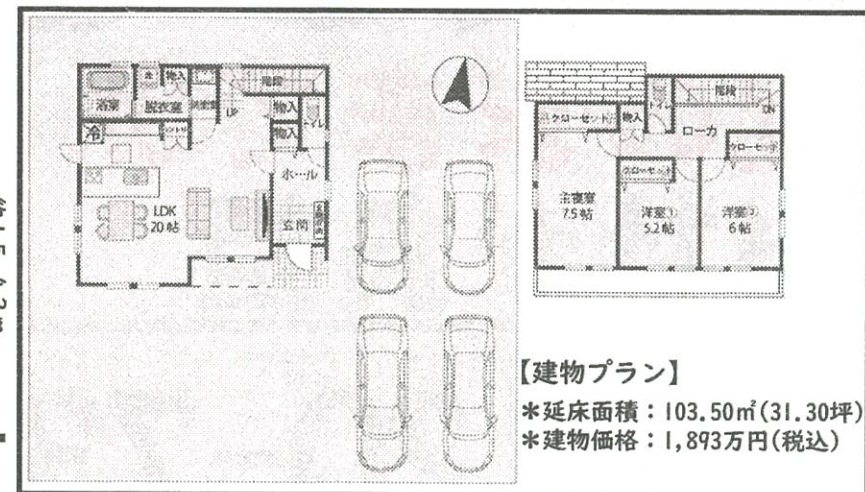 浴室
脱衣室
物入
洗面室
階段
UP
物入
トイレ
冷
物入
ホール
LDK
20帖
玄関
クローゼット
物入
トイレ
階段
DN
ローカ
クローゼット
クローゼット
主寝室
7.5帖
洋室①
5.2帖
洋室②
6帖
【建物プラン】
*延床面積：103.50㎡(31.30坪)
*建物価格：1,893万円(税込)